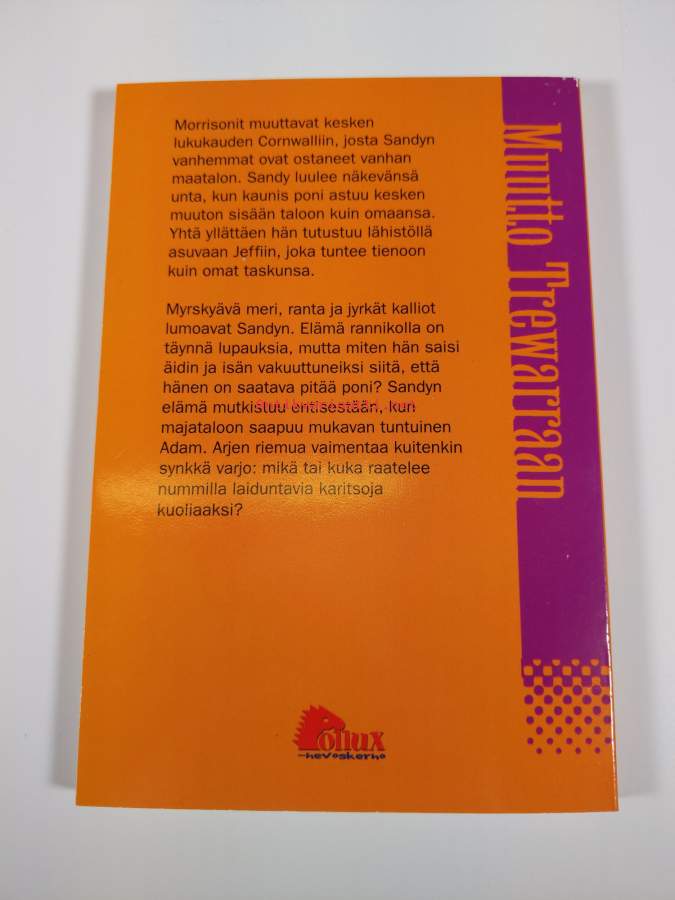 Morrisonit muuttavat kesken
lukukauden Cornwalliin, josta Sandyn
vanhemmat ovat ostaneet vanhan
maatalon. Sandy luulee näkevänsä
unta, kun kaunis poni astuu kesken
muuton sisään taloon kuin omaansa.
Yhtä yllättäen hän tutustuu lähistöllä
asuvaan Jeffiin, joka tuntee tienoon
kuin omat taskunsa.
Myrskyävä meri, ranta ja jyrkät kalliot
lumoavat Sandyn. Elämä rannikolla on
täynnä lupauksia, mutta miten hän saisi
äidin ja isän vakuuttuneiksi siitä, että
hänen on saatava pitää poni? Sandyn
elämä mutkistuu entisestään, kun
majataloon saapuu mukavan tuntuinen
Adam. Arjen riemua vaimentaa kuitenkin
synkkä varjo: mikä tai kuka raatelee
nummilla laiduntavia karitsoja
kuoliaaksi?
Muutto Trewarraan
Pollux
-hevoskerho